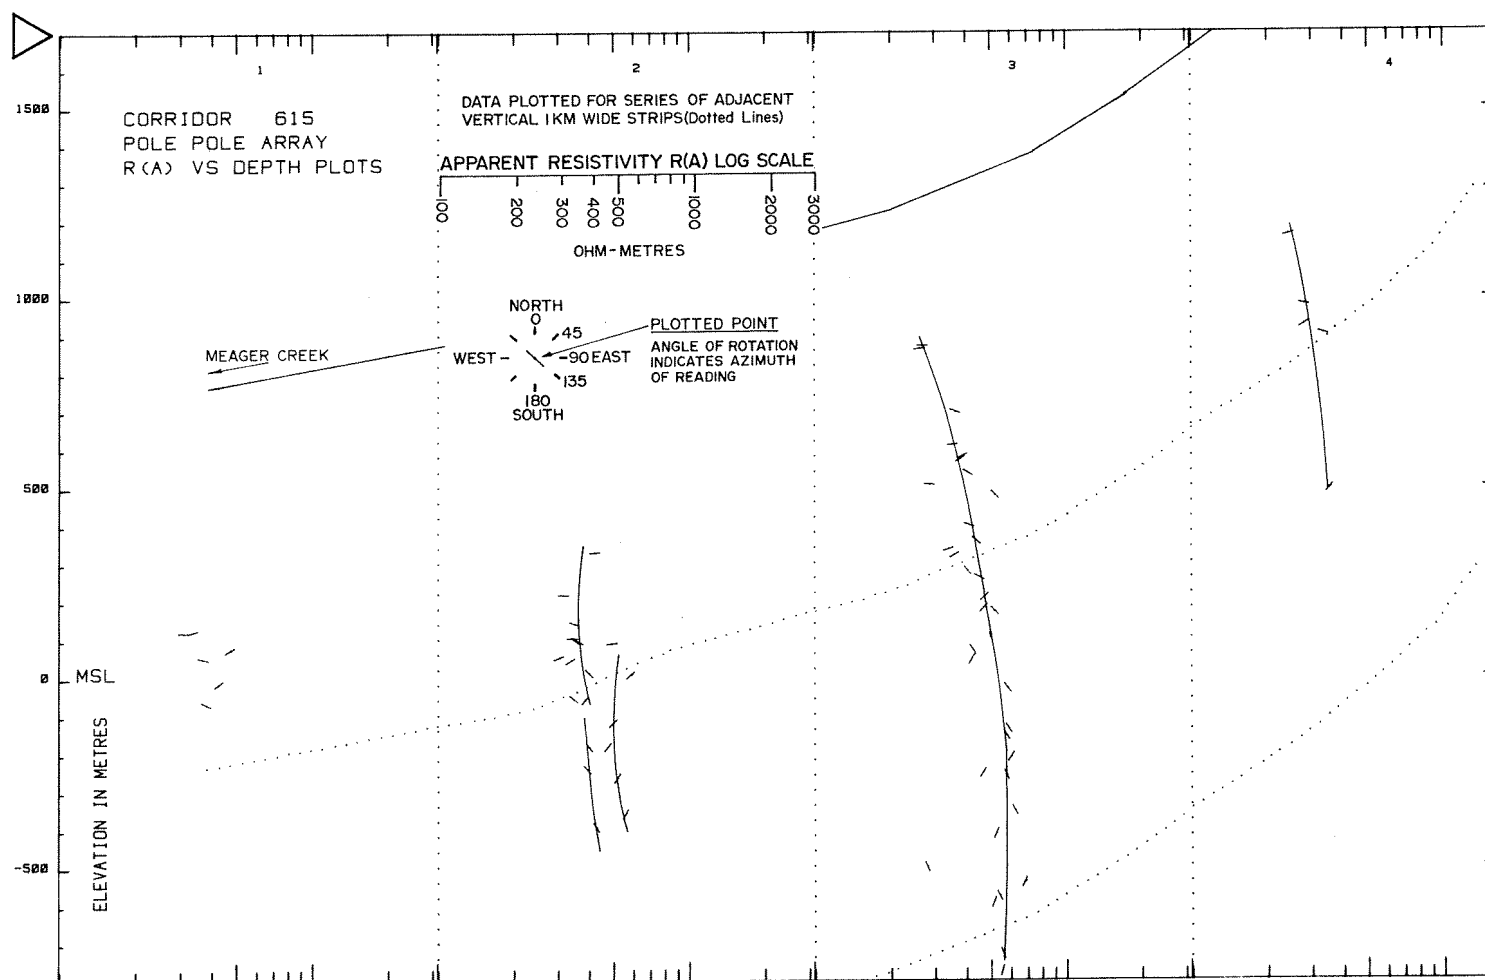 1
2
3
4
CORRIDOR 615
POLE POLE ARRAY
R(A) VS DEPTH PLOTS
DATA PLOTTED FOR SERIES OF ADJACENT
VERTICAL 1KM WIDE STRIPS(Dotted Lines)
APPARENT RESISTIVITY R(A) LOG SCALE
100
200
300
400
500
1000
2000
3000
OHM-METRES
NORTH
0
45
WEST
90 EAST
135
180
SOUTH
PLOTTED POINT
ANGLE OF ROTATION
INDICATES AZIMUTH
OF READING
MEAGER CREEK
1500
1000
500
0
MSL
-500
ELEVATION IN METRES